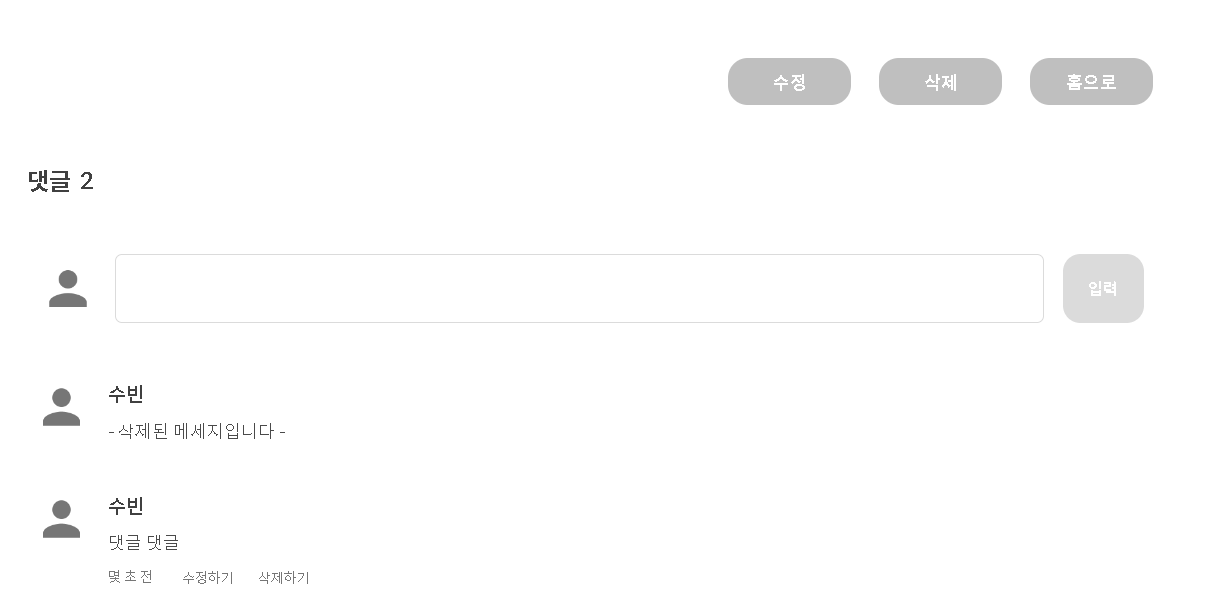 수정 삭제 홈으로
댓글 2
입력
수빈
- 삭제된 메세지입니다 -
수빈
댓글 댓글
몇 초 전 수정하기 삭제하기